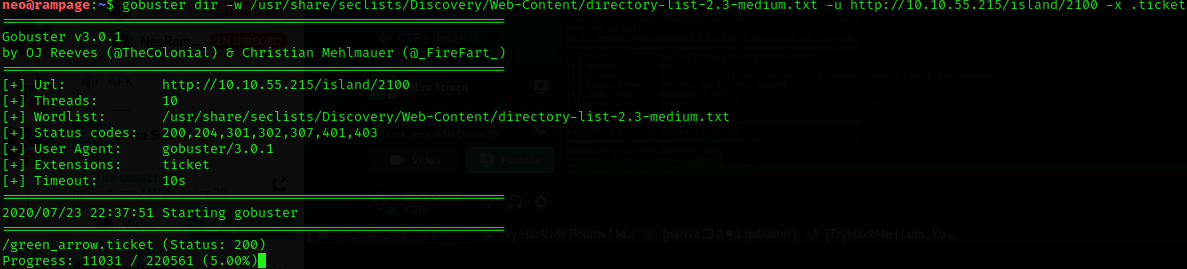 neo@rampage:~$ gobuster dir -w /usr/share/seclists/Discovery/Web-Content/directory-list-2.3-medium.txt -u http://10.10.55.215/island/2100 -x .ticket
Gobuster v3.0.1
by OJ Reeves (@TheColonial) & Christian Mehlmauer (@_FireFart_)
[+] Url:            http://10.10.55.215/island/2100
[+] Threads:        10
[+] Wordlist:       /usr/share/seclists/Discovery/Web-Content/directory-list-2.3-medium.txt
[+] Status codes:   200,204,301,302,307,401,403
[+] User Agent:     gobuster/3.0.1
[+] Extensions:     ticket
[+] Timeout:        10s
2020/07/23 22:37:51 Starting gobuster
/green_arrow.ticket (Status: 200)
Progress: 11031 / 220561 (5.00%)